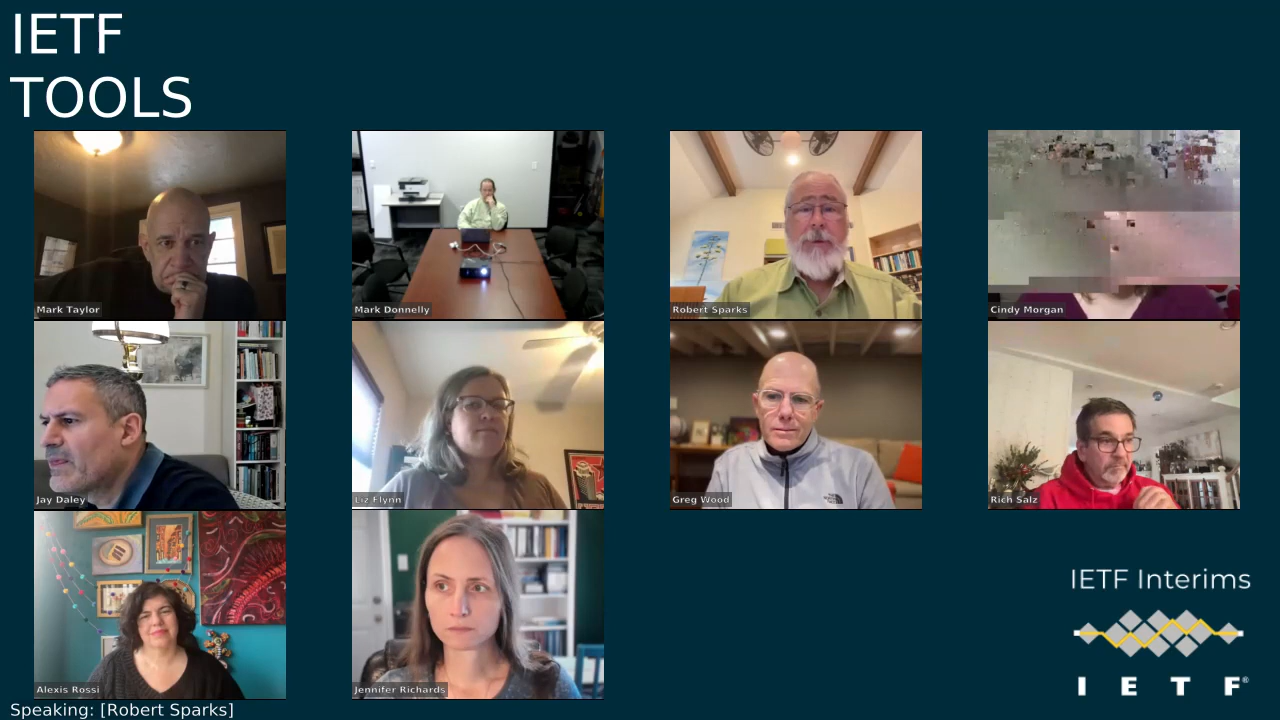 IETF
TOOLS
Mark Taylor
Mark Donnelly
Robert Sparks
Cindy Morgan
Jay Daley
Liz Flynn
Greg Wood
Rich Salz
Alexis Rossi
Jennifer Richards
IETF Interims
I E T F®
Speaking: [Robert Sparks]